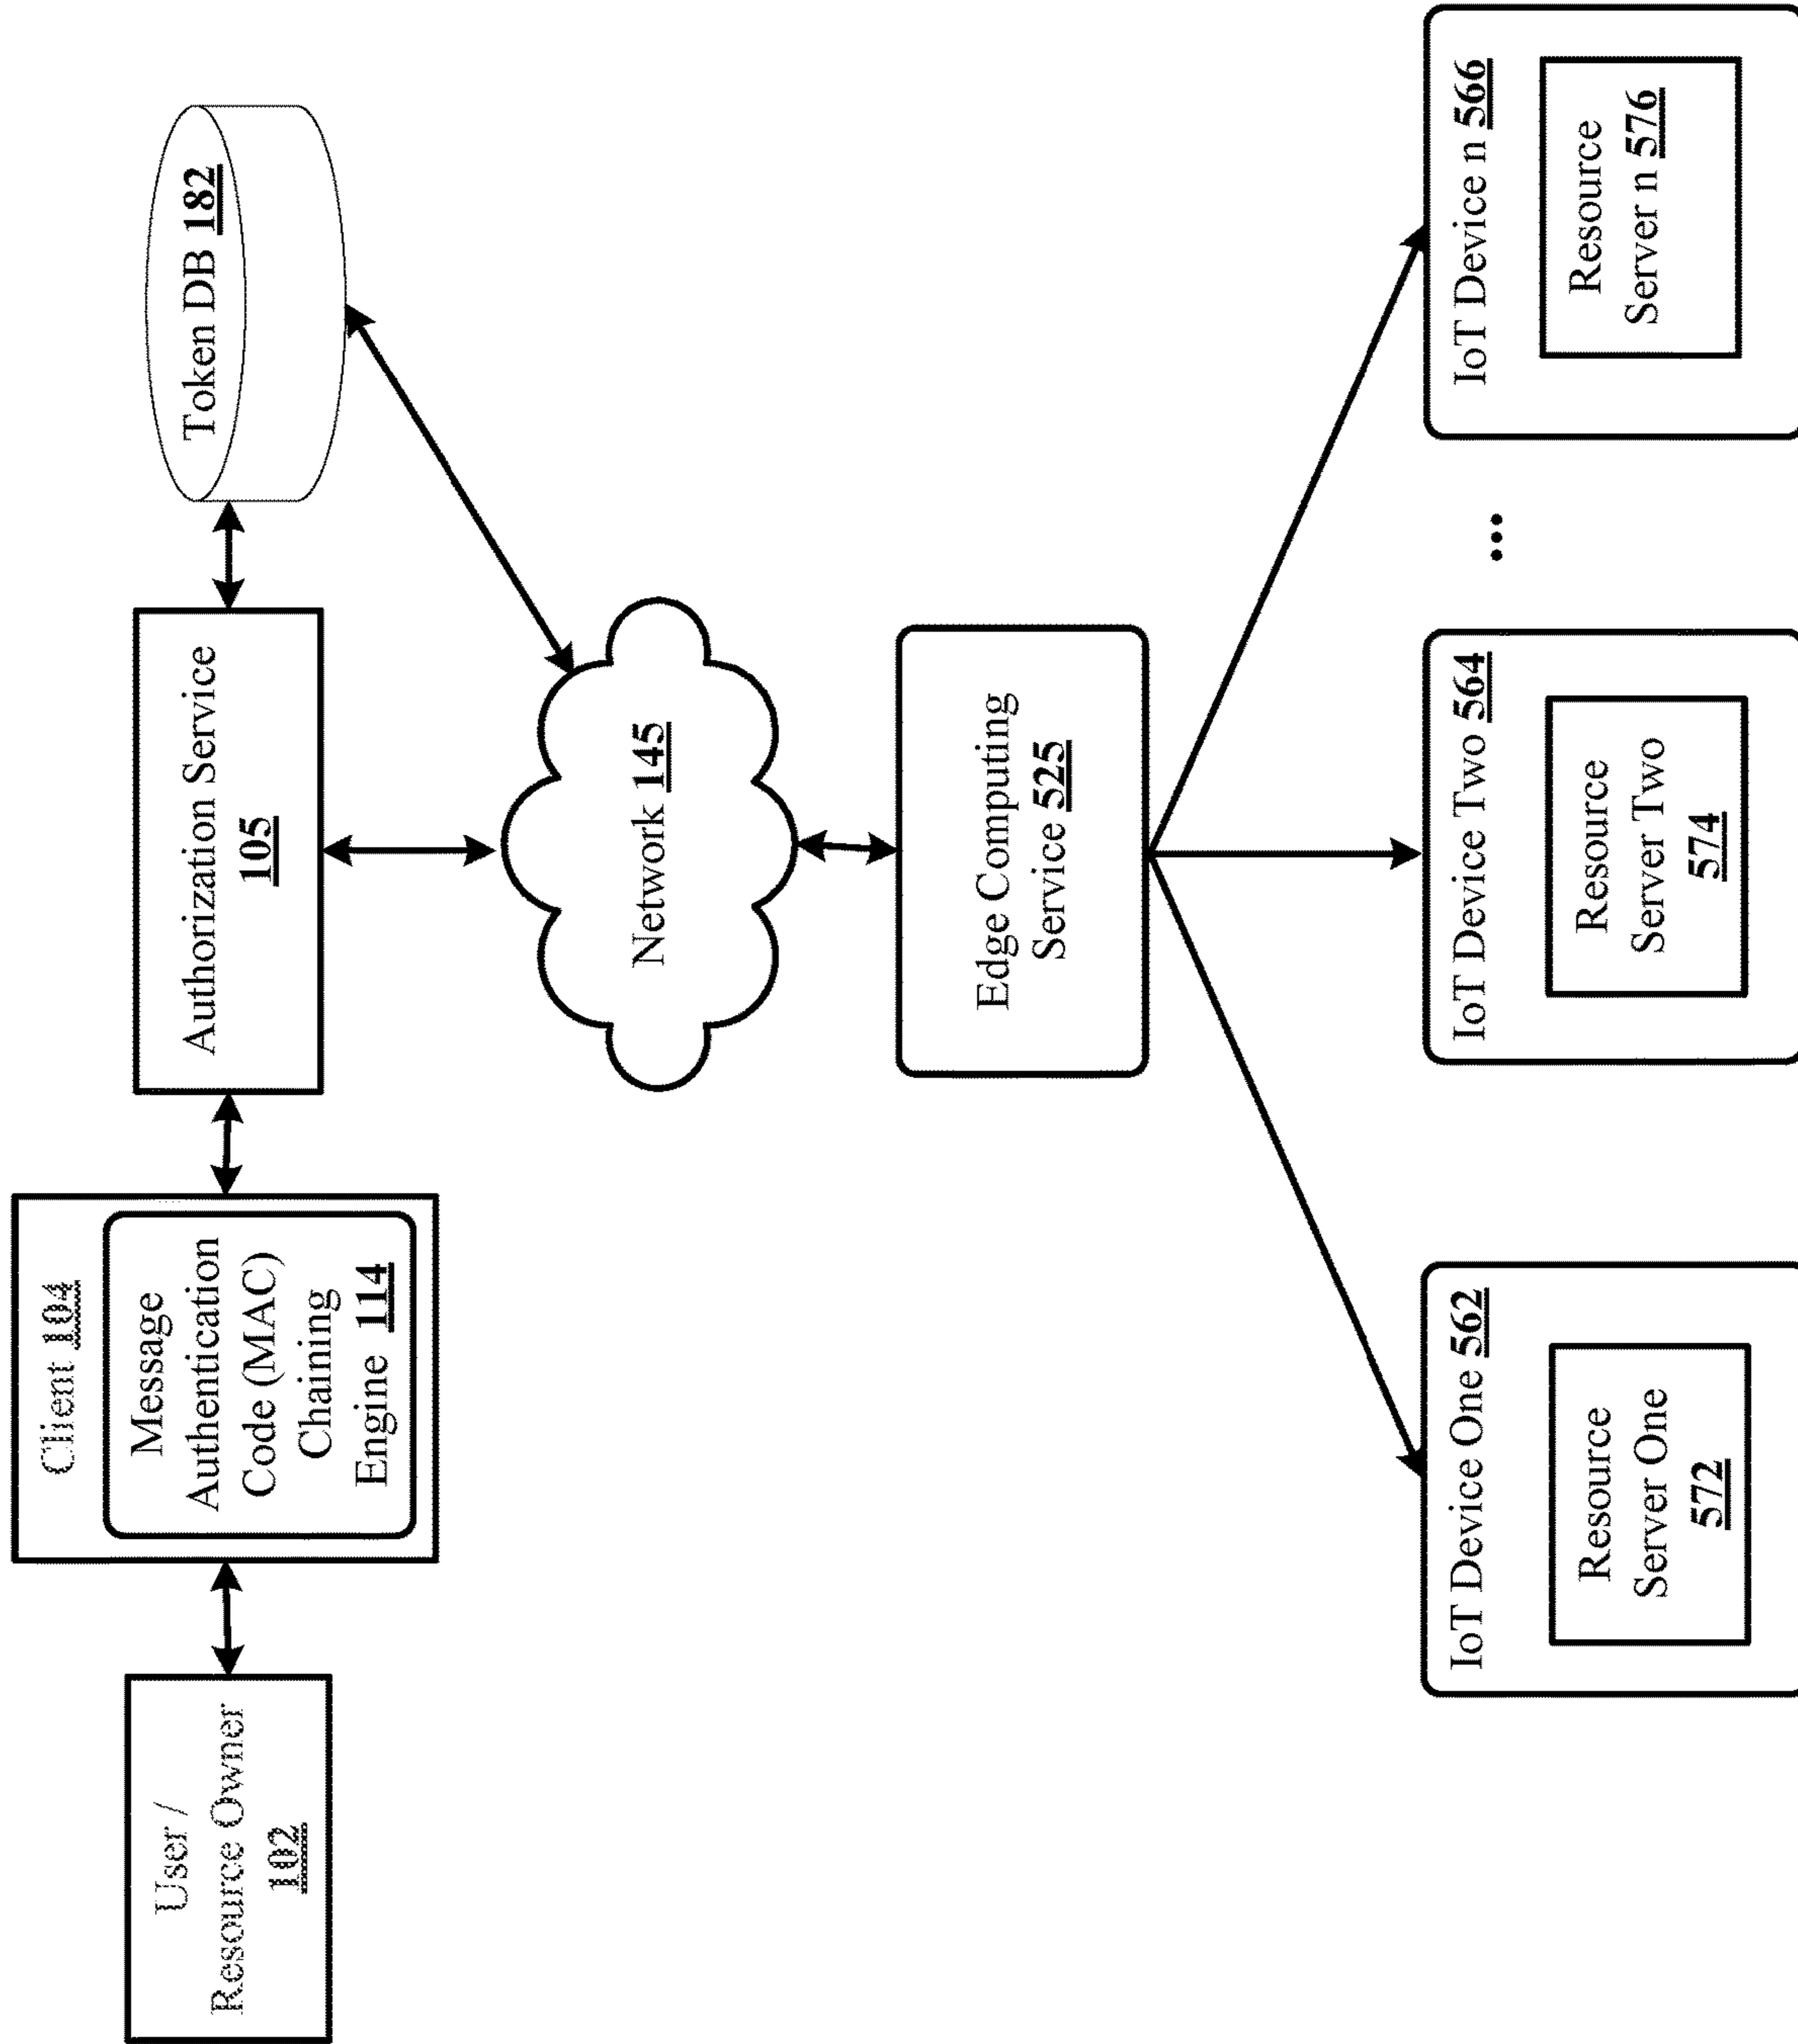 User /
Resource Owner
102
Client 104
Message
Authentication
Code (MAC)
Chaining
Engine 114
Authorization Service
105
Token DB 182
Network 145
Edge Computing
Service 525
IoT Device One 562
Resource
Server One
572
IoT Device Two 564
Resource
Server Two
574
...
IoT Device n 566
Resource
Server n 576